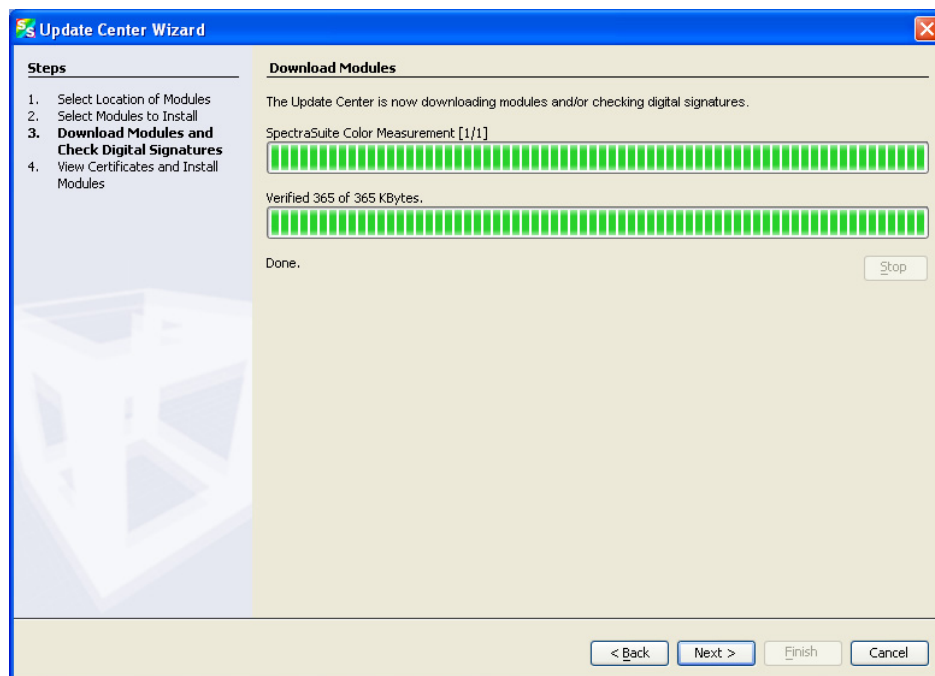 Update Center Wizard
Steps
1. Select Location of Modules
2. Select Modules to Install
3. Download Modules and
Check Digital Signatures
4. View Certificates and Install
Modules
Download Modules
The Update Center is now downloading modules and/or checking digital signatures.
SpectraSuite Color Measurement [1/1]
Verified 365 of 365 KBytes.
Done.
Stop
< Back
Next >
Finish
Cancel